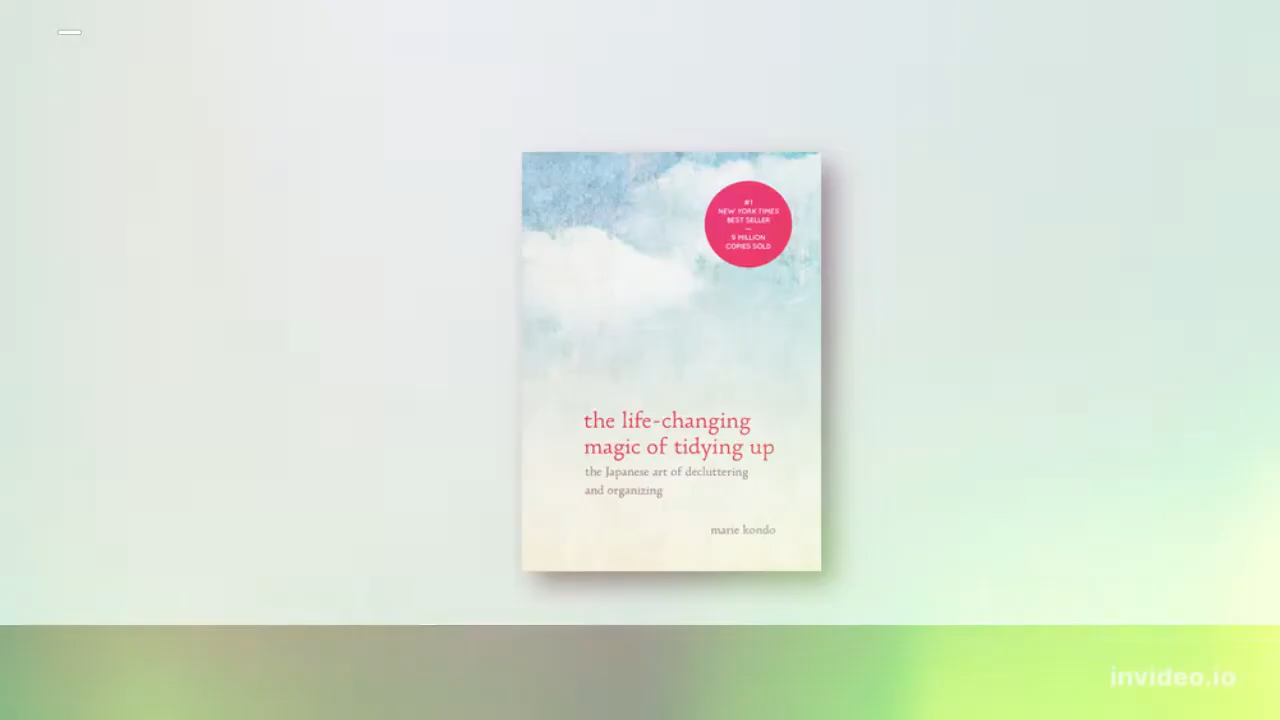 #1
NEW YORK TIMES
BEST SELLER
—
9 MILLION
COPIES SOLD
the life-changing
magic of tidying up
the Japanese art of decluttering
and organizing
marie kondo
invideo.io